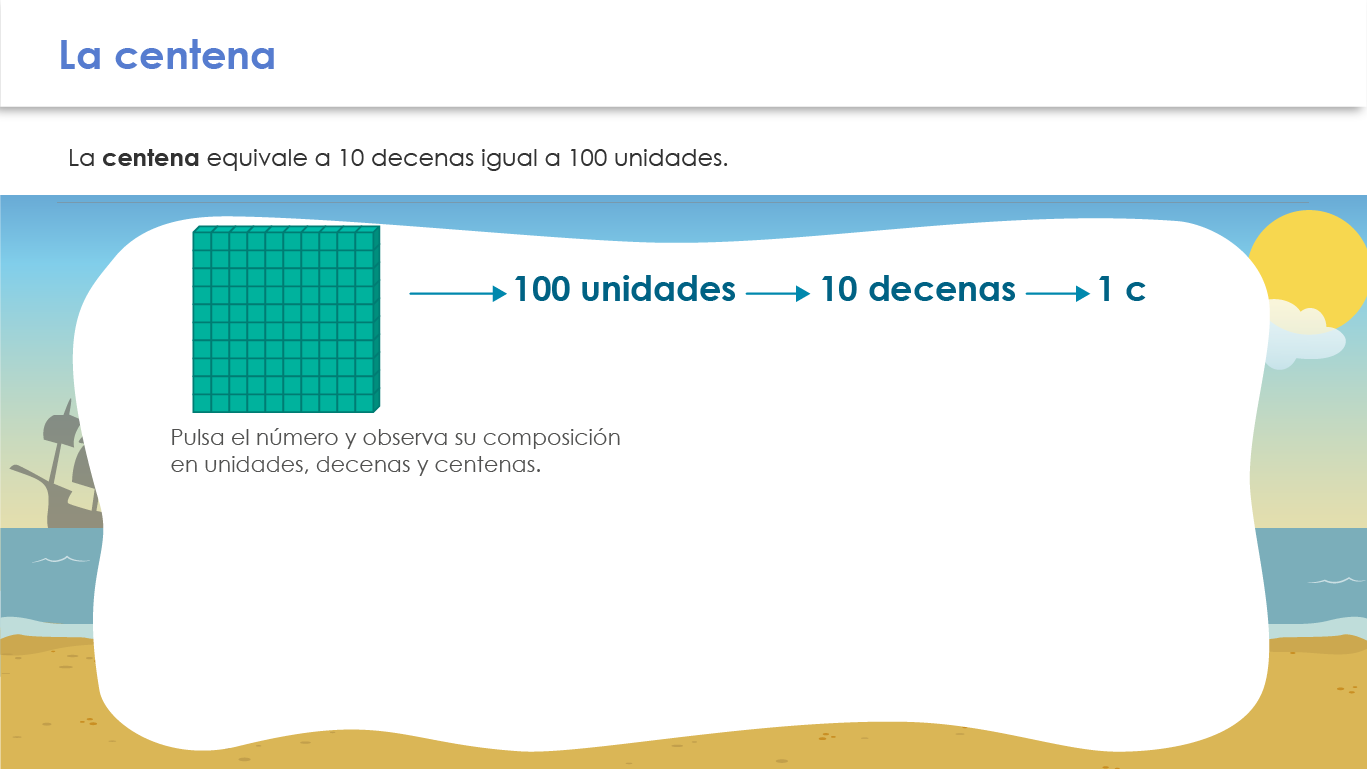 La centena
La centena equivale a 10 decenas igual a 100 unidades.
100 unidades 10 decenas 1 c
Pulsa el número y observa su composición
en unidades, decenas y centenas.